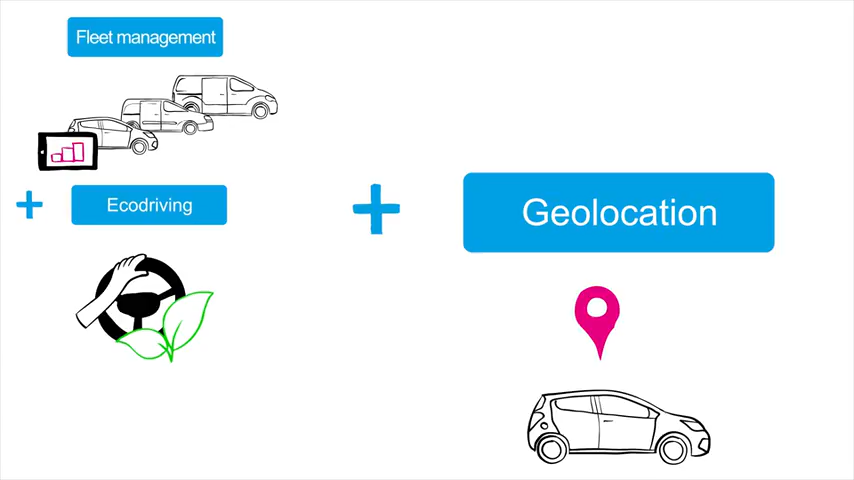 Fleet management
+ Ecodriving
+ Geolocation